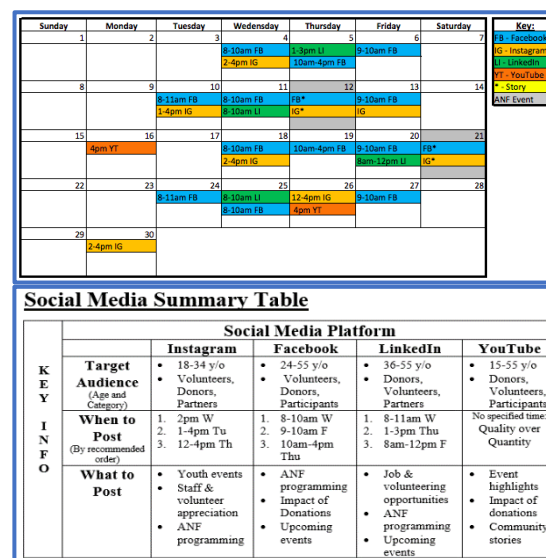 Sunday Monday Tuesday Wedensday Thursday Friday Saturday Key:
1 2 3 4 5 6 7 FB - Facebook
8-10am FB 1-3pm LI 9-10am FB IG - Instagram
2-4pm IG 10am-4pm FB LI - LinkedIn
YT - YouTube
* - Story
8 9 10 11 12 13 14 ANF Event
8-11am FB 8-10am FB FB* 9-10am FB
1-4pm IG 8-10am LI IG* IG
15 16 17 18 19 20 21
4pm YT 8-10am FB 10am-4pm FB 9-10am FB FB*
2-4pm IG 8am-12pm LI IG*
22 23 24 25 26 27 28
8-11am FB 8-10am LI 12-4pm IG 9-10am FB
8-10am FB 4pm YT
29 30
2-4pm IG
Social Media Summary Table
KEY INFO
Social Media Platform
Instagram Facebook LinkedIn YouTube
Target Audience
(Age and Category)
• 18-34 y/o
• Volunteers, Donors, Partners
• 24-55 y/o
• Volunteers, Donors, Participants
• 36-55 y/o
• Donors, Volunteers, Partners
• 15-55 y/o
• Donors, Volunteers, Participants
When to Post
(By recommended order)
1. 2pm W
2. 1-4pm Tu
3. 12-4pm Th
1. 8-10am W
2. 9-10am F
3. 10am-4pm Thu
1. 8-11am W
2. 1-3pm Thu
3. 8am-12pm F
No specified time:
Quality over Quantity
What to Post
• Youth events
• Staff & volunteer appreciation
• ANF programming
• ANF programming
• Impact of Donations
• Upcoming events
• Job & volunteering opportunities
• ANF programming
• Upcoming events
• Event highlights
• Impact of donations
• Community stories